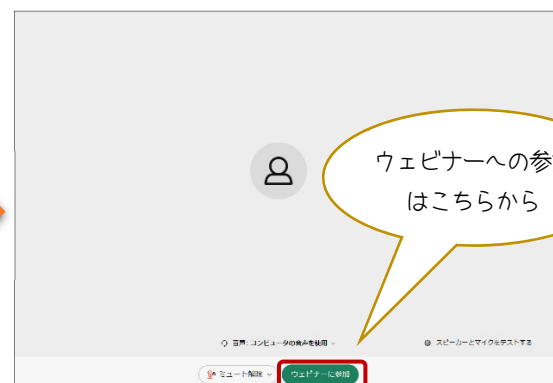 ウェビナーへの参
はこちらから
音声: コンピュータの音声を使用
スピーカーとマイクをテストする
ミュート解除
ウェビナーに参加